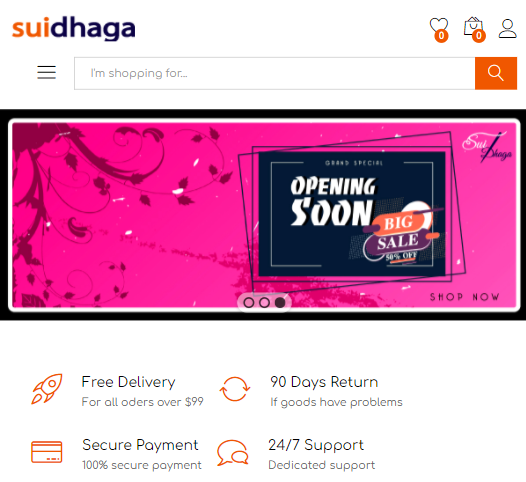 suidhaga
0
0
I'm shopping for...
GRAND SPECIAL
Sui Dhaga
OPENING
SOON
BIG
SALE
50% OFF
SHOP NOW
Free Delivery
For all oders over $99
90 Days Return
If goods have problems
Secure Payment
100% secure payment
24/7 Support
Dedicated support